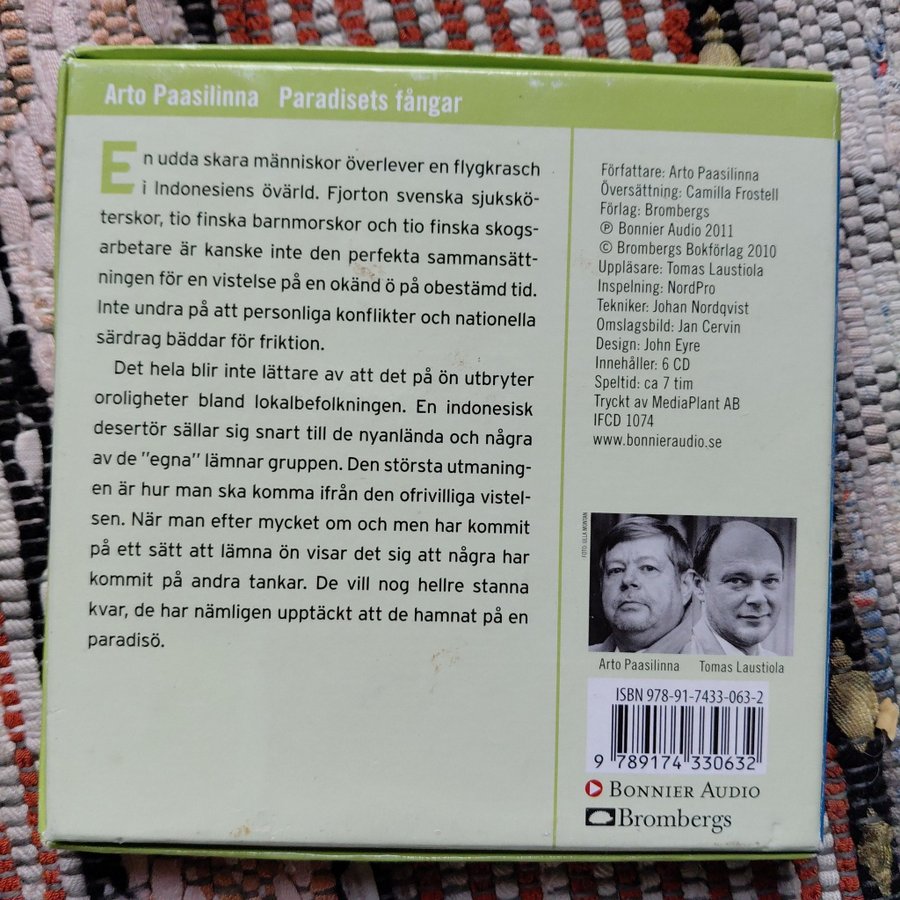 Arto Paasilinna Paradisets fångar
En udda skara människor överlever en flygkrasch
i Indonesiens övärld. Fjorton svenska sjukskö-
terskor, tio finska barnmorskor och tio finska skogs-
arbetare är kanske inte den perfekta sammansätt-
ningen för en vistelse på en okänd ö på obestämd tid.
Inte undra på att personliga konflikter och nationella
särdrag bäddar för friktion.
Det hela blir inte lättare av att det på ön utbryter
oroligheter bland lokalbefolkningen. En indonesisk
desertör sällar sig snart till de nyanlända och några
av de "egna" lämnar gruppen. Den största utmaning-
en är hur man ska komma ifrån den ofrivilliga vistel-
sen. När man efter mycket om och men har kommit
på ett sätt att lämna ön visar det sig att några har
kommit på andra tankar. De vill nog hellre stanna
kvar, de har nämligen upptäckt att de hamnat på en
paradisö.
Författare: Arto Paasilinna
Översättning: Camilla Frostell
Förlag: Brombergs
℗ Bonnier Audio 2011
© Brombergs Bokförlag 2010
Uppläsare: Tomas Laustiola
Inspelning: NordPro
Tekniker: Johan Nordqvist
Omslagsbild: Jan Cervin
Design: John Eyre
Innehåller: 6 CD
Speltid: ca 7 tim
Tryckt av MediaPlant AB
IFCD 1074
www.bonnieraudio.se
FOTO: ULLA MONTAN
Arto Paasilinna Tomas Laustiola
ISBN 978-91-7433-063-2
9 789174 330632
BONNIER AUDIO
Brombergs